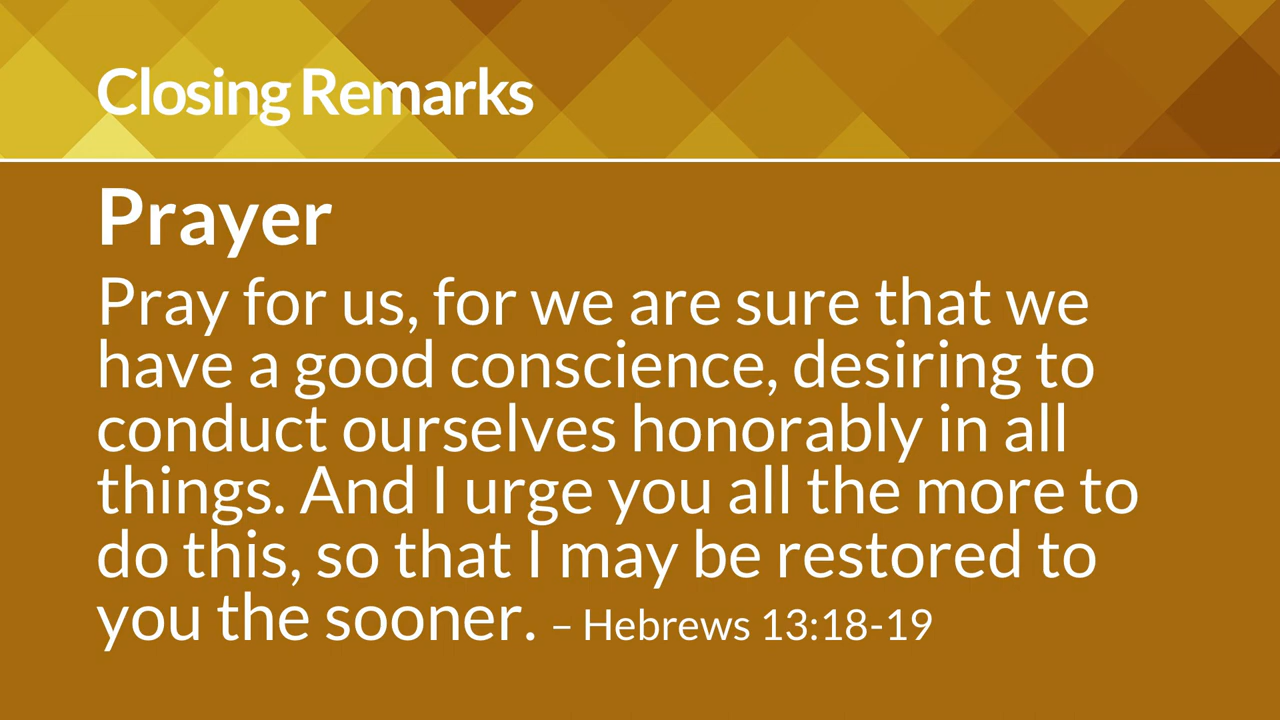 Closing Remarks
Prayer
Pray for us, for we are sure that we
have a good conscience, desiring to
conduct ourselves honorably in all
things. And I urge you all the more to
do this, so that I may be restored to
you the sooner. – Hebrews 13:18-19